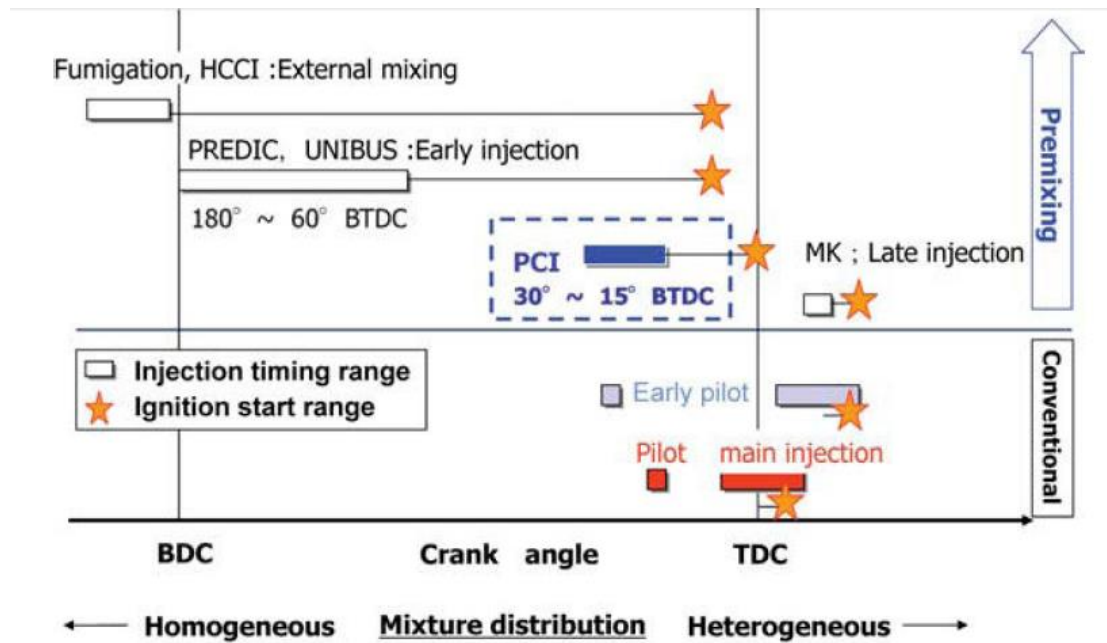 Fumigation, HCCI :External mixing
PREDIC, UNIBUS :Early injection
180° ~ 60° BTDC
PCI
30° ~ 15° BTDC
MK ; Late injection
Premixing
Injection timing range
Ignition start range
Early pilot
Pilot main injection
Conventional
BDC Crank angle TDC
Homogeneous Mixture distribution Heterogeneous